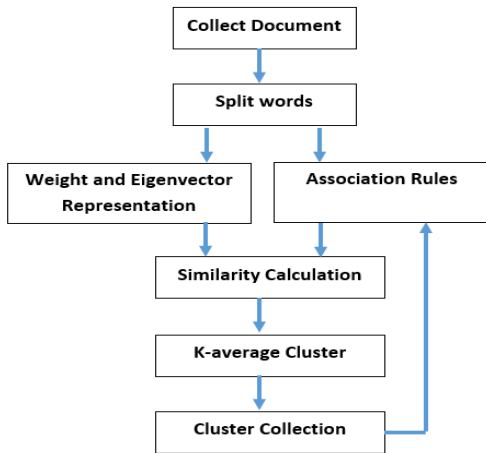 Collect Document
Split words
Weight and Eigenvector
Representation
Association Rules
Similarity Calculation
K-average Cluster
Cluster Collection